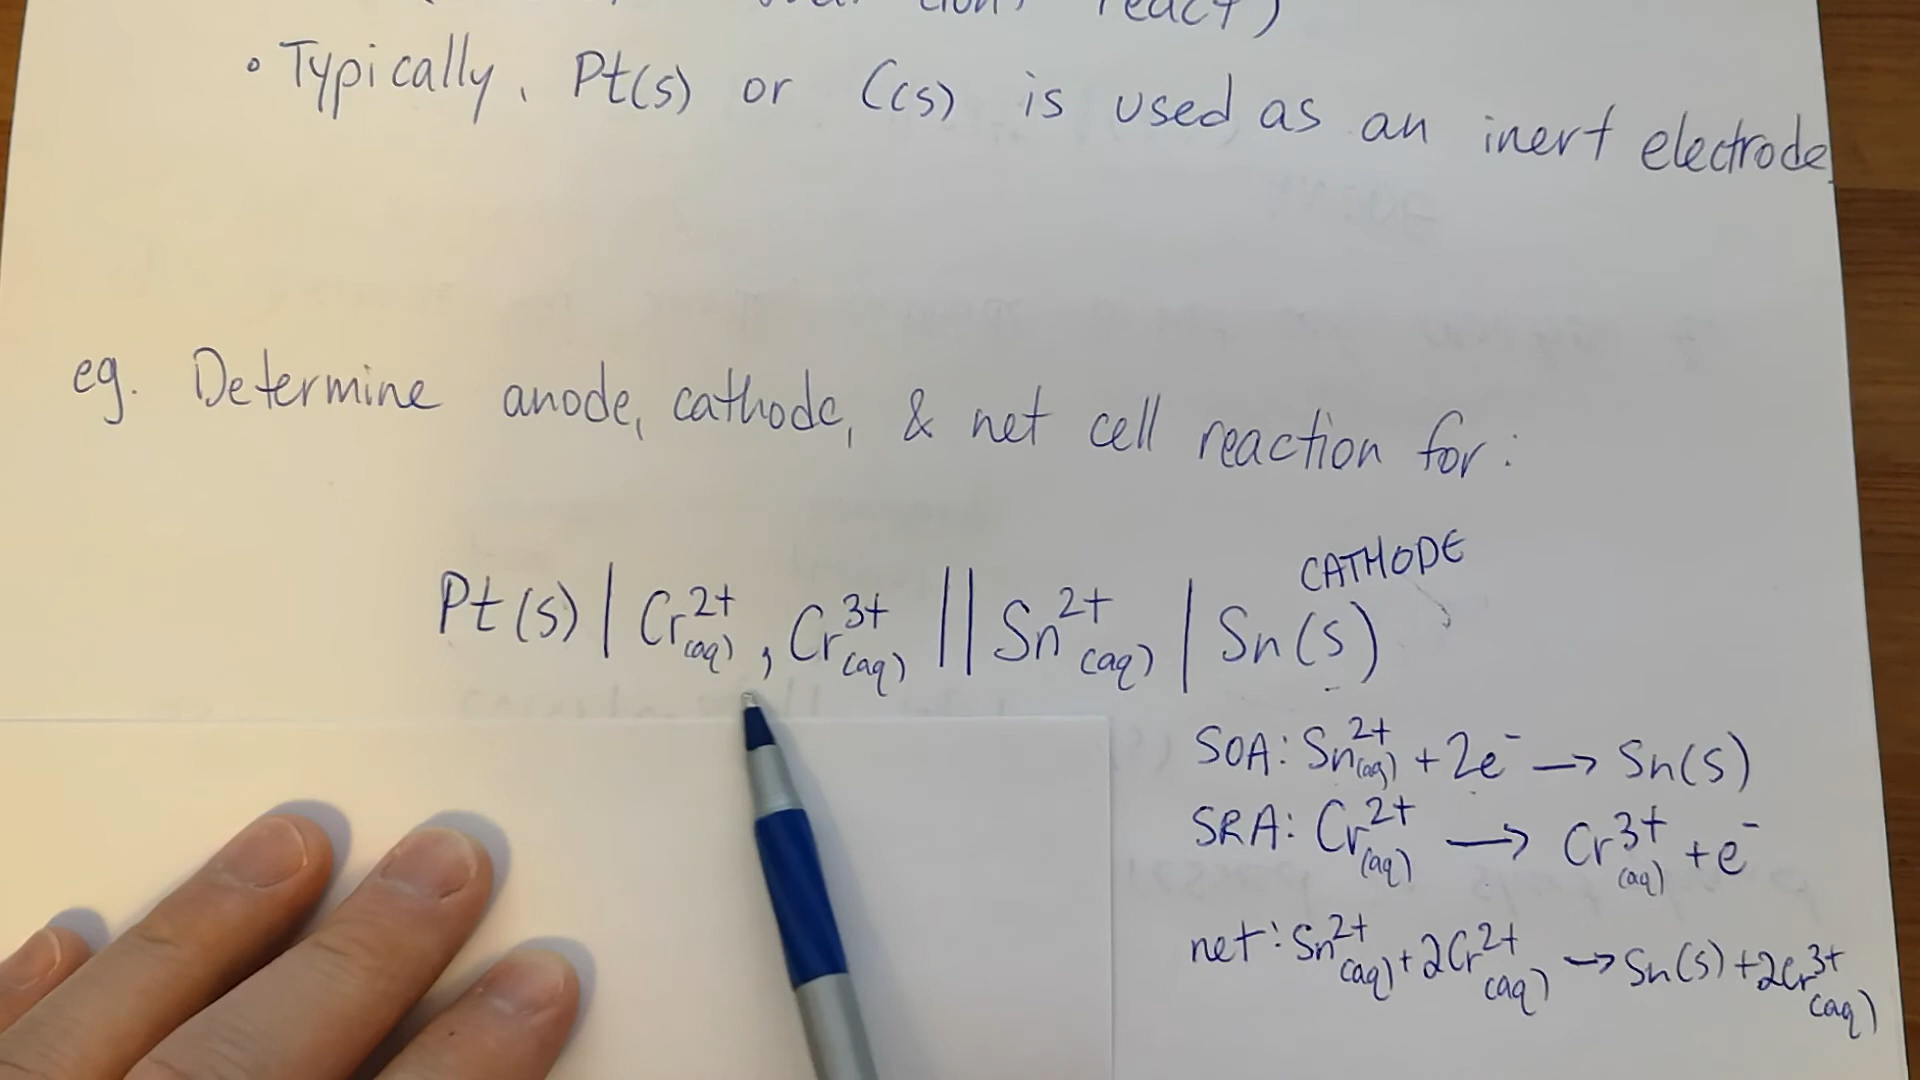 react)
• Typically, Pt(s) or C(s) is used as an inert electrode
eg. Determine anode, cathode, & net cell reaction for:
CATHODE
Pt(s) | Cr²⁺(aq), Cr³⁺(aq) || Sn²⁺(aq) | Sn(s)
SOA: Sn²⁺(aq) + 2e⁻ → Sn(s)
SRA: Cr²⁺(aq) → Cr³⁺(aq) + e⁻
net: Sn²⁺(aq) + 2Cr²⁺(aq) → Sn(s) + 2Cr³⁺(aq)